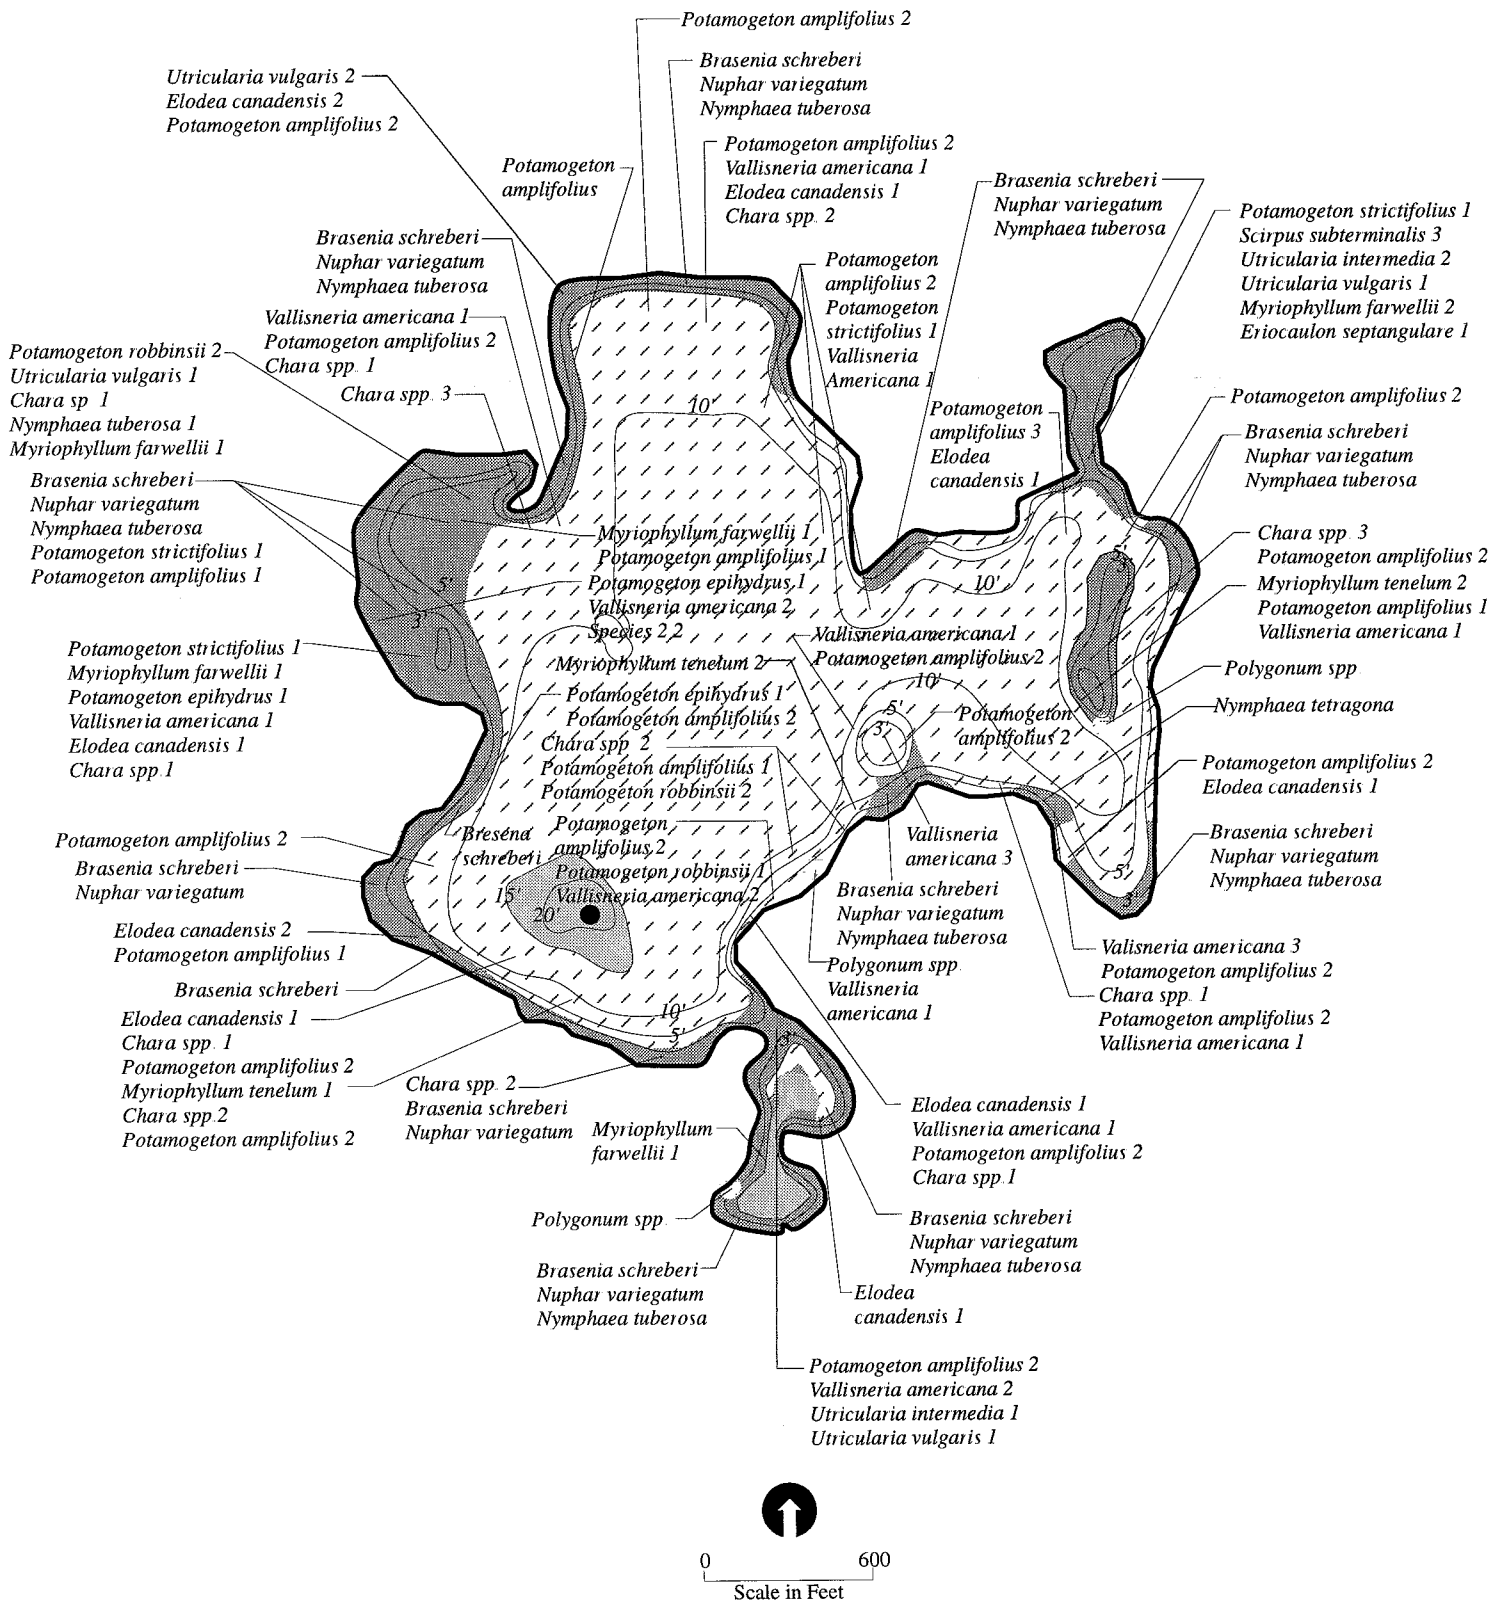 Potamogeton amplifolius 2
Brasenia schreberi
Nuphar variegatum
Nymphaea tuberosa
Utricularia vulgaris 2
Elodea canadensis 2
Potamogeton amplifolius 2
Potamogeton amplifolius 2
Vallisneria americana 1
Elodea canadensis 1
Chara spp. 2
Potamogeton
amplifolius
Brasenia schreberi
Nuphar variegatum
Nymphaea tuberosa
Potamogeton strictifolius 1
Scirpus subterminalis 3
Utricularia intermedia 2
Utricularia vulgaris 1
Myriophyllum farwellii 2
Eriocaulon septangulare 1
Brasenia schreberi
Nuphar variegatum
Nymphaea tuberosa
Potamogeton
amplifolius 2
Potamogeton
strictifolius 1
Vallisneria
Americana 1
Vallisneria americana 1
Potamogeton amplifolius 2
Chara spp. 1
Potamogeton robbinsii 2
Utricularia vulgaris 1
Chara sp 1
Nymphaea tuberosa 1
Myriophyllum farwellii 1
Chara spp. 3
10'
Potamogeton
amplifolius 3
Elodea
canadensis 1
Potamogeton amplifolius 2
Brasenia schreberi
Nuphar variegatum
Nymphaea tuberosa
Brasenia schreberi
Nuphar variegatum
Nymphaea tuberosa
Potamogeton strictifolius 1
Potamogeton amplifolius 1
Myriophyllum farwellii 1
Potamogeton amplifolius 1
Potamogeton epihydrus 1
Vallisneria americana 2
Species 2 2
5'
3'
10'
5'
Chara spp. 3
Potamogeton amplifolius 2
Myriophyllum tenelum 2
Potamogeton amplifolius 1
Vallisneria americana 1
Potamogeton strictifolius 1
Myriophyllum farwellii 1
Potamogeton epihydrus 1
Vallisneria americana 1
Elodea canadensis 1
Chara spp.1
Vallisneria americana 1
Potamogeton amplifolius 2
Myriophyllum tenelum 2
Potamogeton epihydrus 1
Potamogeton amplifolius 2
10'
5'
3'
Potamogeton
amplifolius 2
Polygonum spp.
Nymphaea tetragona
Chara spp 2
Potamogeton amplifolius 1
Potamogeton robbinsii 2
Potamogeton amplifolius 2
Elodea canadensis 1
Potamogeton amplifolius 2
Brasenia schreberi
Nuphar variegatum
Bresena
schreberi
Potamogeton
amplifolius 2
Potamogeton robbinsii 1
Vallisneria americana 2
15'
20'
Vallisneria
americana 3
Brasenia schreberi
Nuphar variegatum
Nymphaea tuberosa
5'
3'
Brasenia schreberi
Nuphar variegatum
Nymphaea tuberosa
Elodea canadensis 2
Potamogeton amplifolius 1
Brasenia schreberi
Elodea canadensis 1
Chara spp. 1
Potamogeton amplifolius 2
Myriophyllum tenelum 1
Chara spp.2
Potamogeton amplifolius 2
Polygonum spp.
Vallisneria
americana 1
Valisneria americana 3
Potamogeton amplifolius 2
Chara spp. 1
Potamogeton amplifolius 2
Vallisneria americana 1
10'
5'
3'
Chara spp. 2
Brasenia schreberi
Nuphar variegatum
Myriophyllum
farwellii 1
Elodea canadensis 1
Vallisneria americana 1
Potamogeton amplifolius 2
Chara spp.1
Polygonum spp.
Brasenia schreberi
Nuphar variegatum
Nymphaea tuberosa
Brasenia schreberi
Nuphar variegatum
Nymphaea tuberosa
Elodea
canadensis 1
Potamogeton amplifolius 2
Vallisneria americana 2
Utricularia intermedia 1
Utricularia vulgaris 1
0 600
Scale in Feet